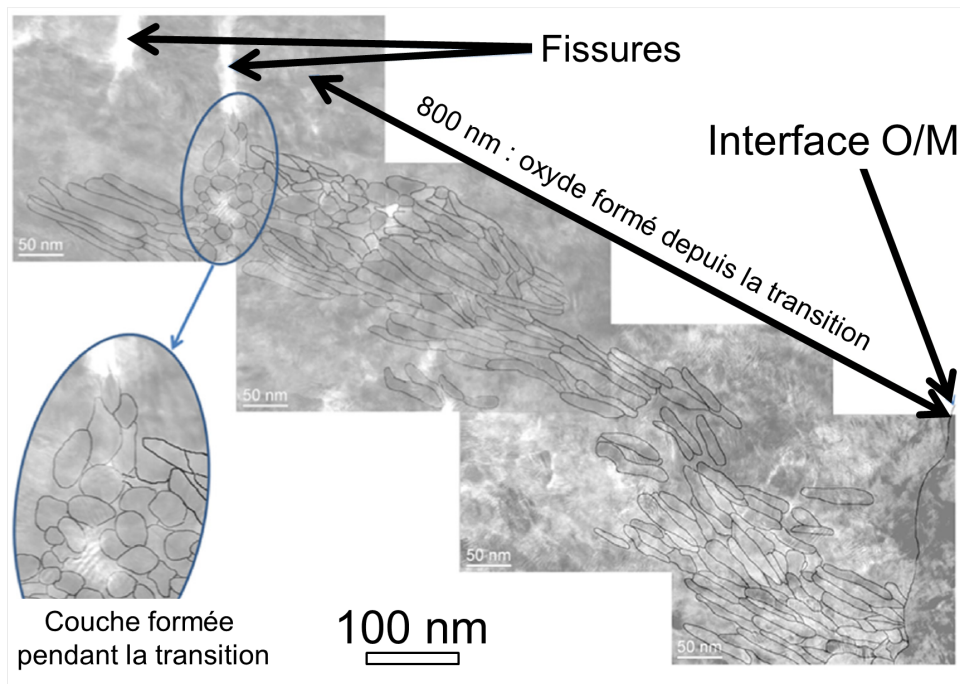 Fissures
800 nm : oxyde formé depuis la transition
Interface O/M
50 nm
50 nm
50 nm
50 nm
Couche formée
pendant la transition
100 nm